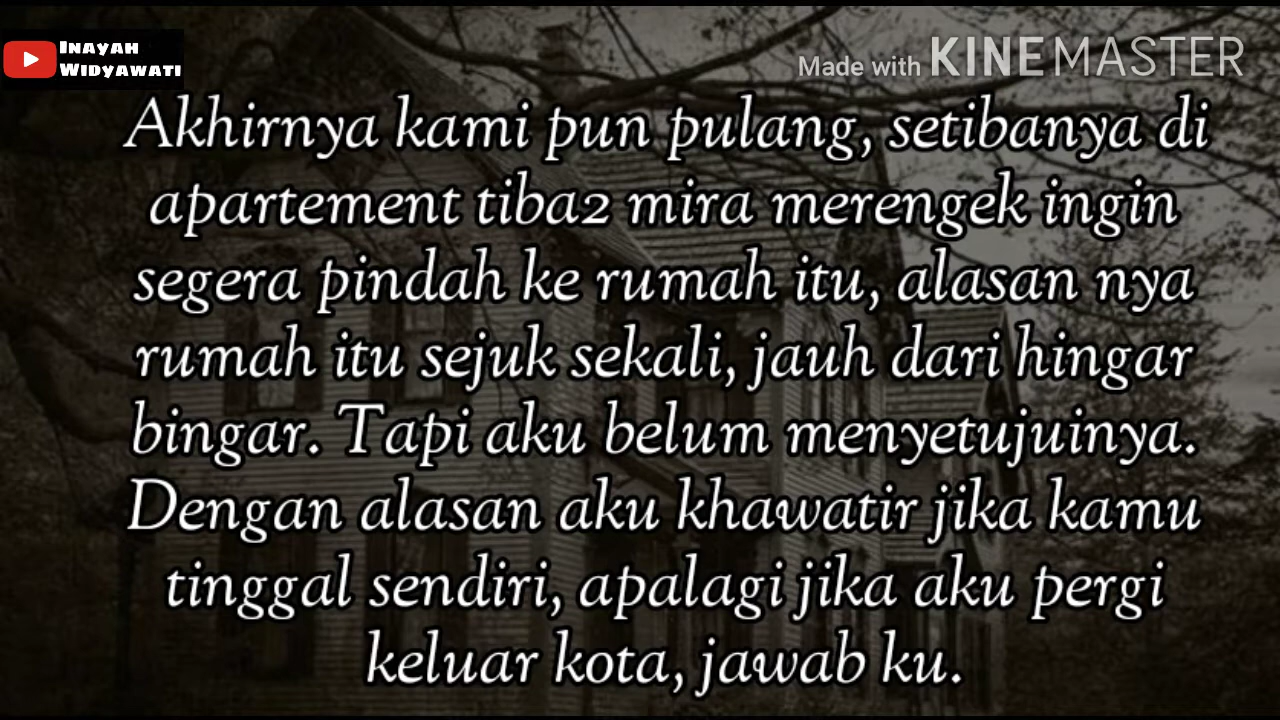 INAYAH
WIDYAWATI
Made with KINEMASTER
Akhirnya kami pun pulang, setibanya di
apartement tiba2 mira merengek ingin
segera pindah ke rumah itu, alasan nya
rumah itu sejuk sekali, jauh dari hingar
bingar. Tapi aku belum menyetujuinya.
Dengan alasan aku khawatir jika kamu
tinggal sendiri, apalagi jika aku pergi
keluar kota, jawab ku.